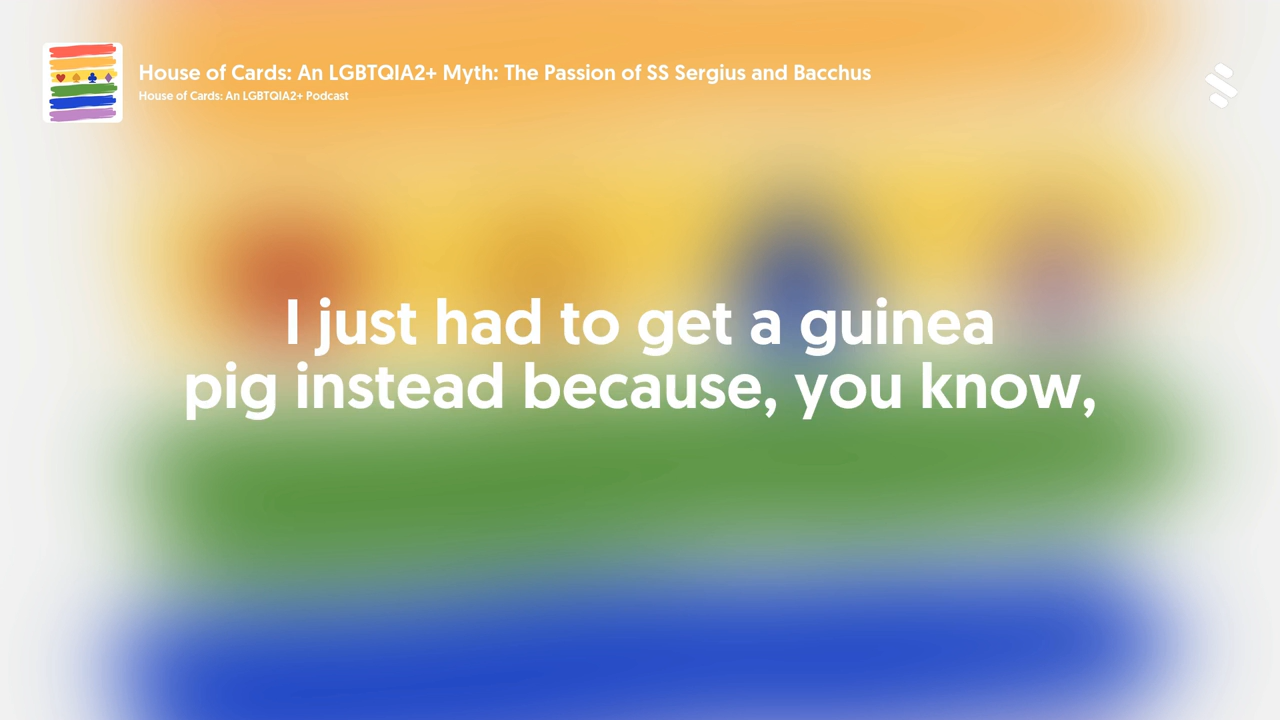 House of Cards: An LGBTQIA2+ Myth: The Passion of SS Sergius and Bacchus
House of Cards: An LGBTQIA2+ Podcast
I just had to get a guinea
pig instead because, you know,